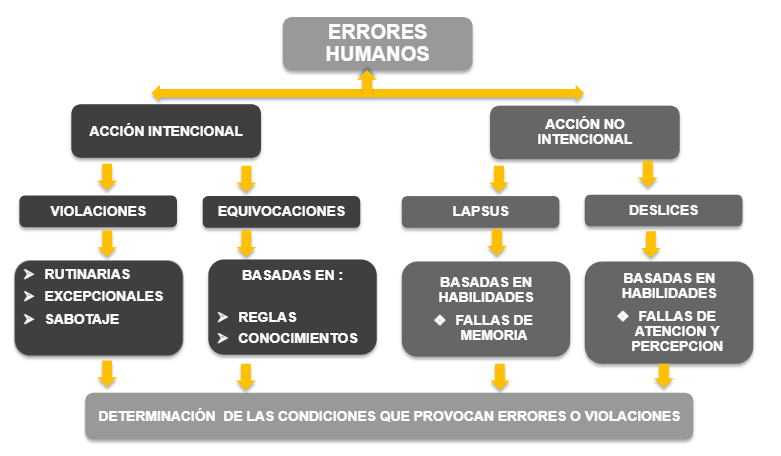 ERRORES
HUMANOS
ACCIÓN INTENCIONAL
ACCIÓN NO
INTENCIONAL
VIOLACIONES
EQUIVOCACIONES
LAPSUS
DESLICES
RUTINARIAS
EXCEPCIONALES
SABOTAJE
BASADAS EN :
REGLAS
CONOCIMIENTOS
BASADAS EN
HABILIDADES
FALLAS DE
MEMORIA
BASADAS EN
HABILIDADES
FALLAS DE
ATENCION Y
PERCEPCION
DETERMINACIÓN DE LAS CONDICIONES QUE PROVOCAN ERRORES O VIOLACIONES